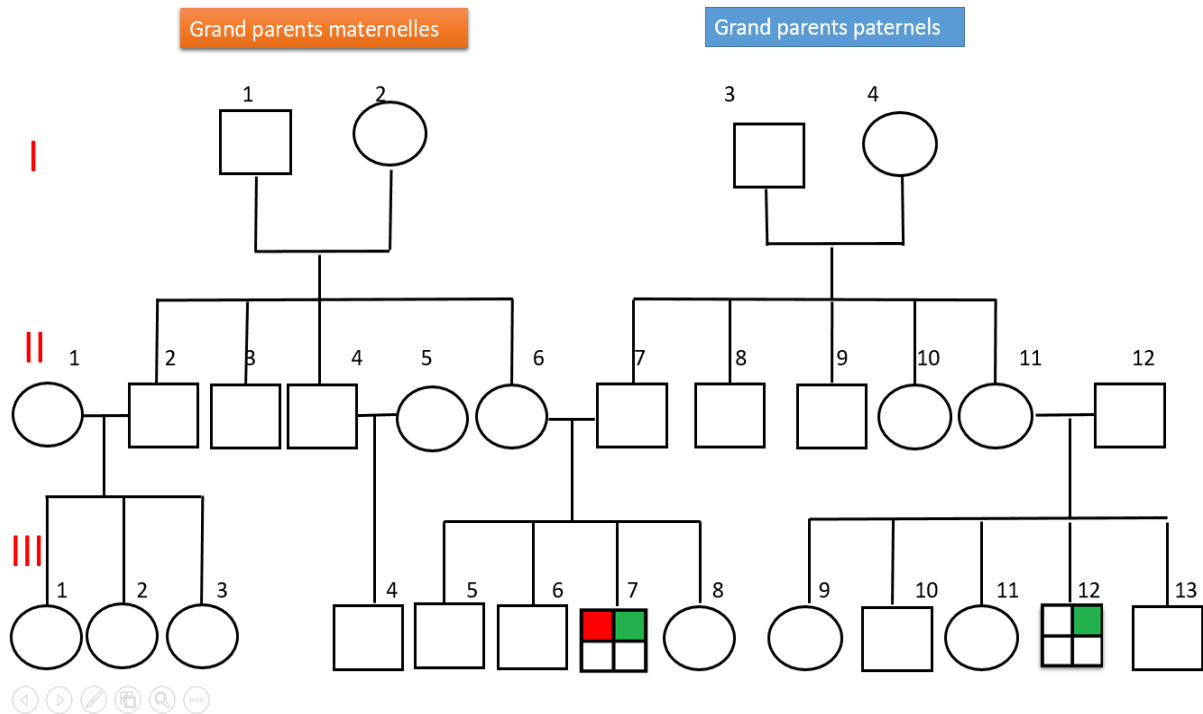 Grand parents maternelles
Grand parents paternels
1 2 3 4
I
II
1 2 3 4 5 6 7 8 9 10 11 12
III
1 2 3 4 5 6 7 8 9 10 11 12 13